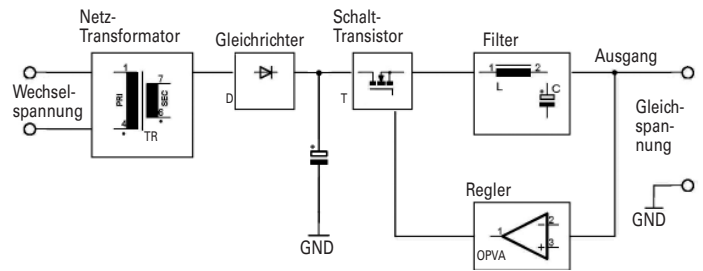 Netz-
Transformator
Gleichrichter
Schalt-
Transistor
Filter
Ausgang
Wechsel-
spannung
PRI
SEC
1
4
7
6
TR
D
T
1
2
L
C
+
+
GND
Gleich-
span-
nung
GND
Regler
1
2
3
-
+
OPVA